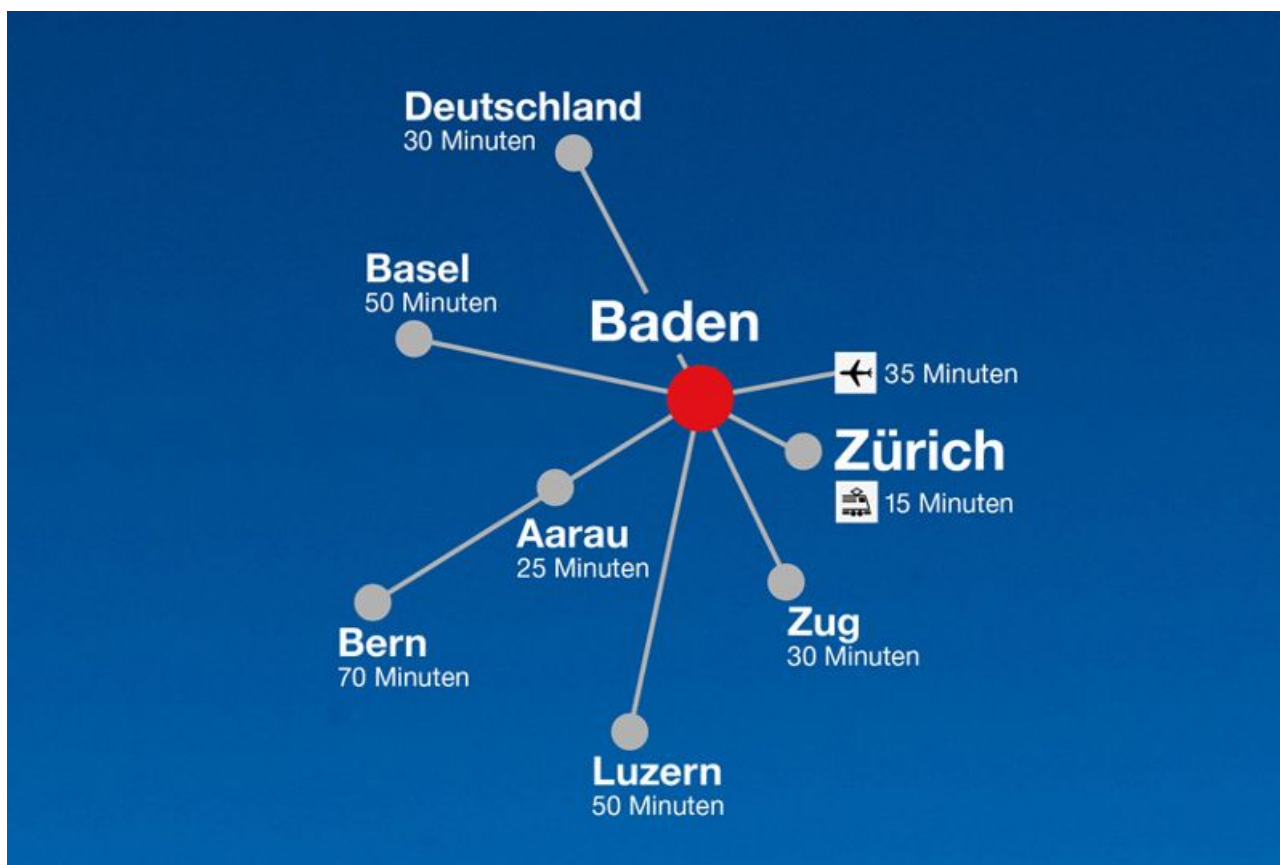 Deutschland
30 Minuten
Basel
50 Minuten
Baden
35 Minuten
Zürich
15 Minuten
Aarau
25 Minuten
Bern
70 Minuten
Zug
30 Minuten
Luzern
50 Minuten